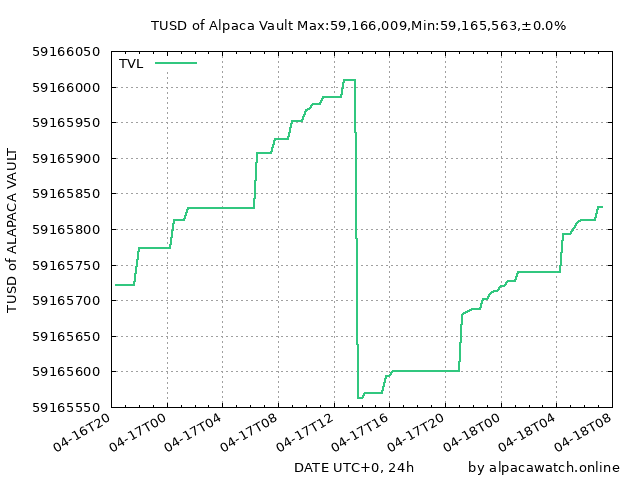 TUSD of Alpaca Vault Max:59,166,009,Min:59,165,563,±0.0%
59166050
TVL
59166000
59165950
59165900
59165850
59165800
59165750
59165700
59165650
59165600
59165550
TUSD of ALAPACA VAULT
04-16T20
04-17T00
04-17T04
04-17T08
04-17T12
04-17T16
04-17T20
04-18T00
04-18T04
04-18T08
DATE UTC+0, 24h
by alpacawatch.online